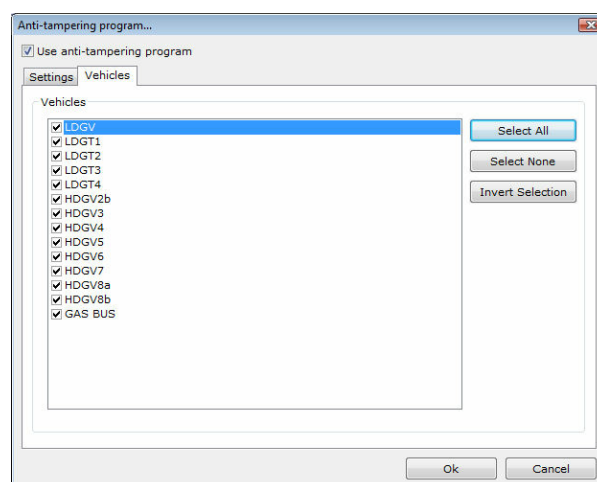 Anti-tampering program...
Use anti-tampering program
Settings Vehicles
Vehicles
LDGV
LDGT1
LDGT2
LDGT3
LDGT4
HDGV2b
HDGV3
HDGV4
HDGV5
HDGV6
HDGV7
HDGV8a
HDGV8b
GAS BUS
Select All
Select None
Invert Selection
Ok Cancel